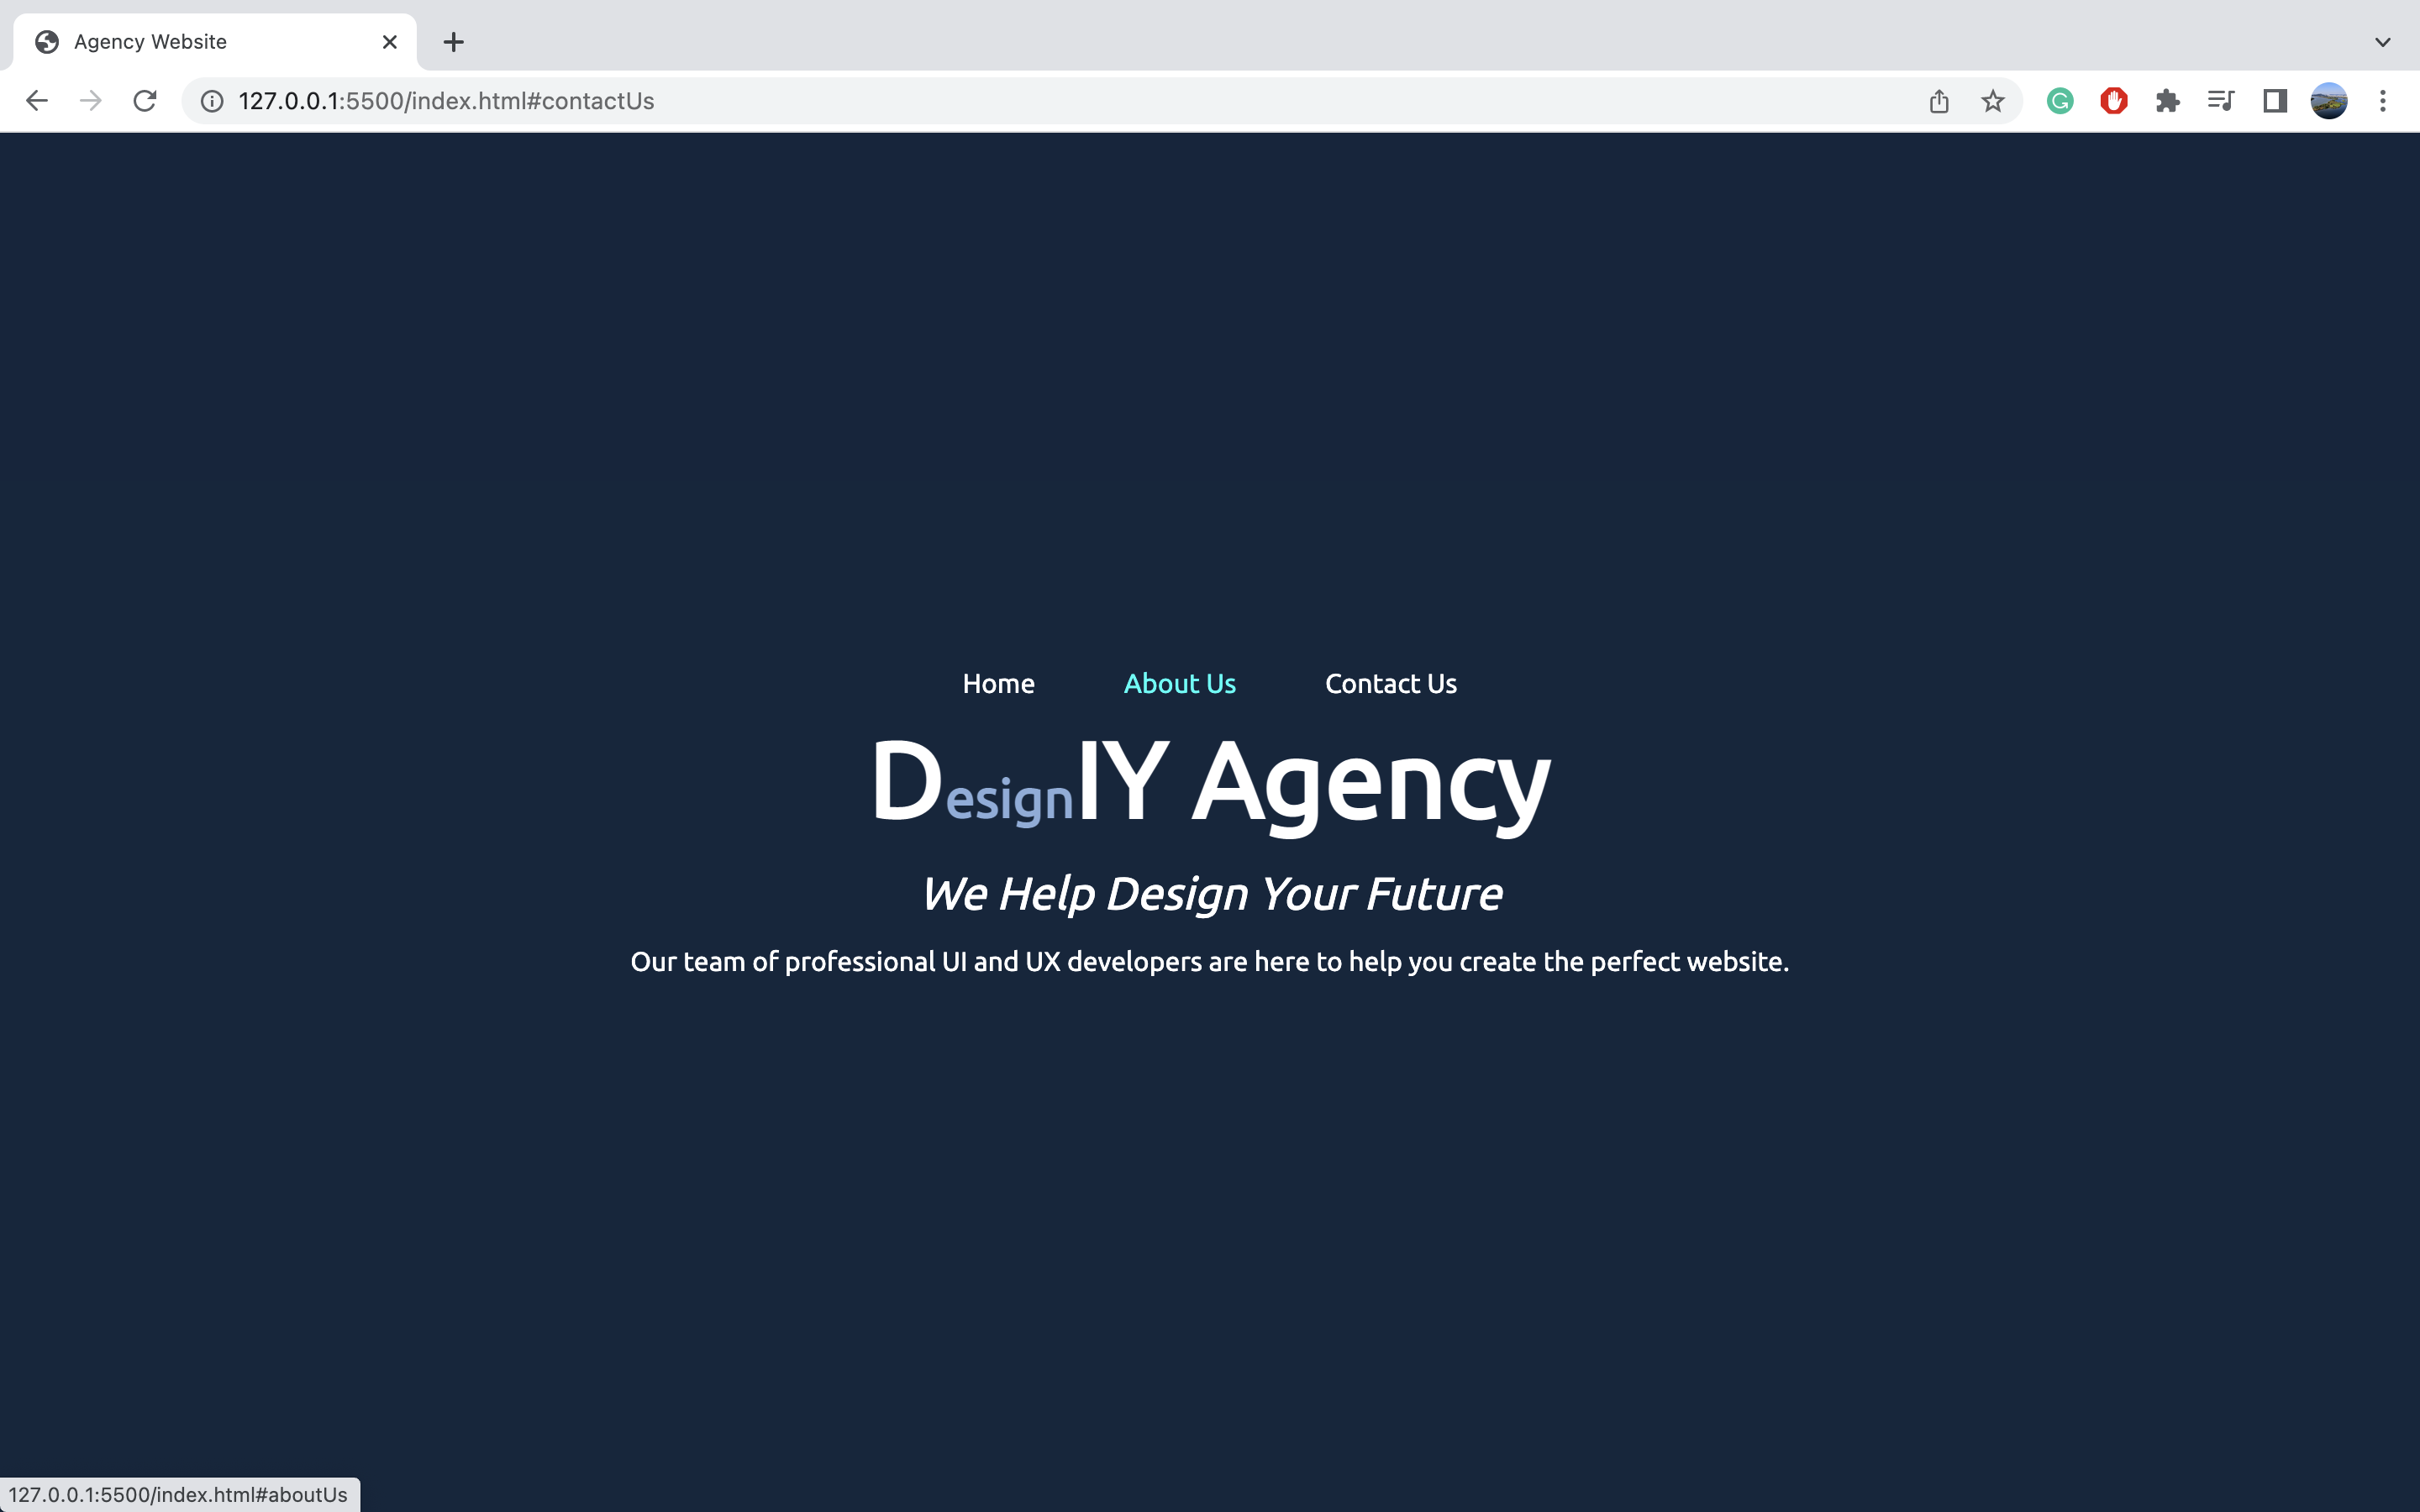 Agency Website
127.0.0.1:5500/index.html#contactUs
Home About Us Contact Us
DesignIY Agency
We Help Design Your Future
Our team of professional UI and UX developers are here to help you create the perfect website.
127.0.0.1:5500/index.html#aboutUs